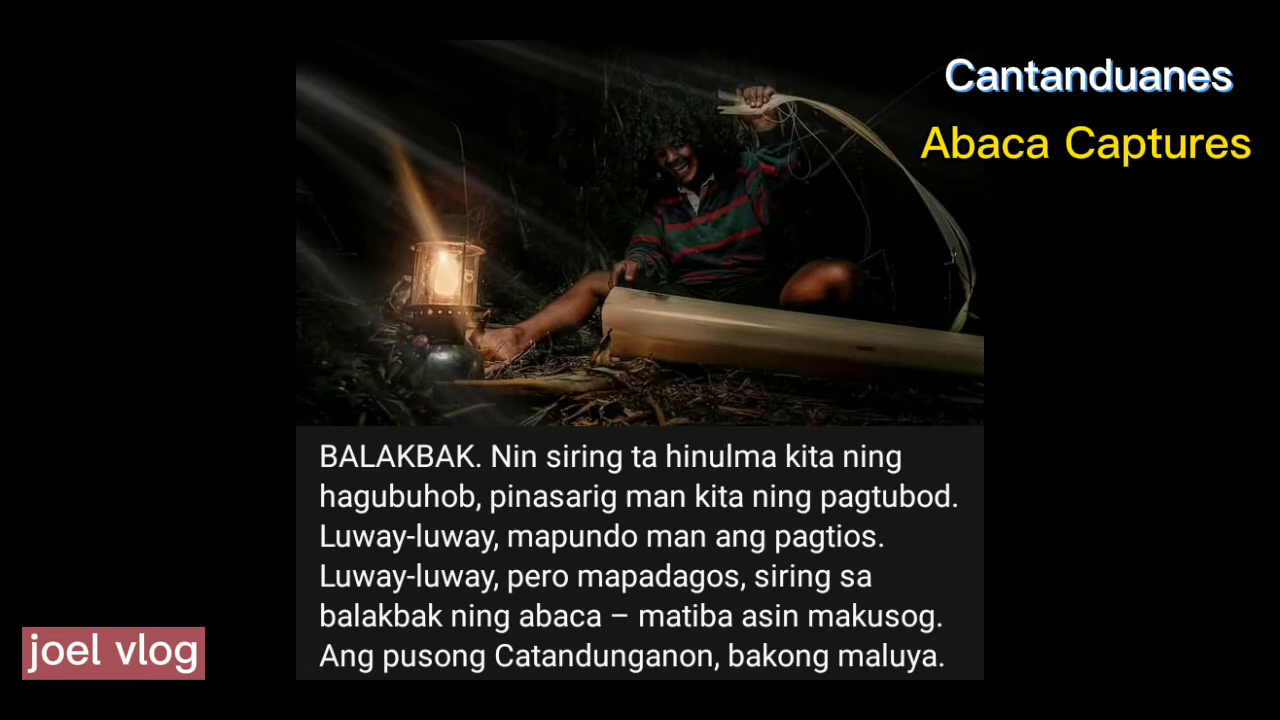 Cantanduanes
Abaca Captures
BALAKBAK. Nin siring ta hinulma kita ning
hagubuhob, pinasarig man kita ning pagtubod.
Luway-luway, mapundo man ang pagtios.
Luway-luway, pero mapadagos, siring sa
balakbak ning abaca – matiba asin makusog.
Ang pusong Catandunganon, bakong maluya.
joel vlog